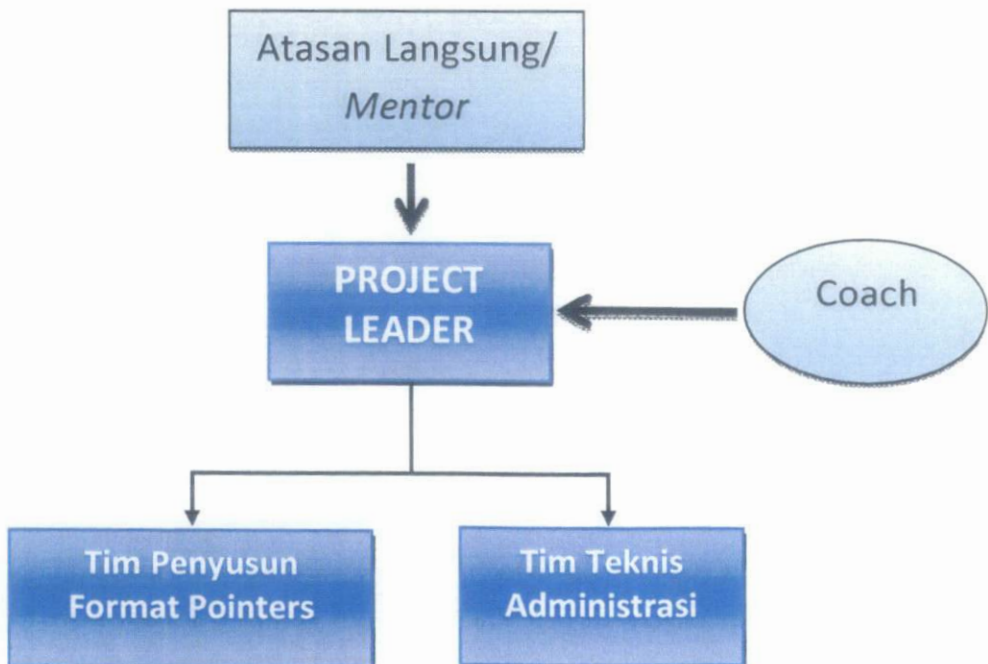 Atasan Langsung/
Mentor
PROJECT
LEADER
Coach
Tim Penyusun
Format Pointers
Tim Teknis
Administrasi